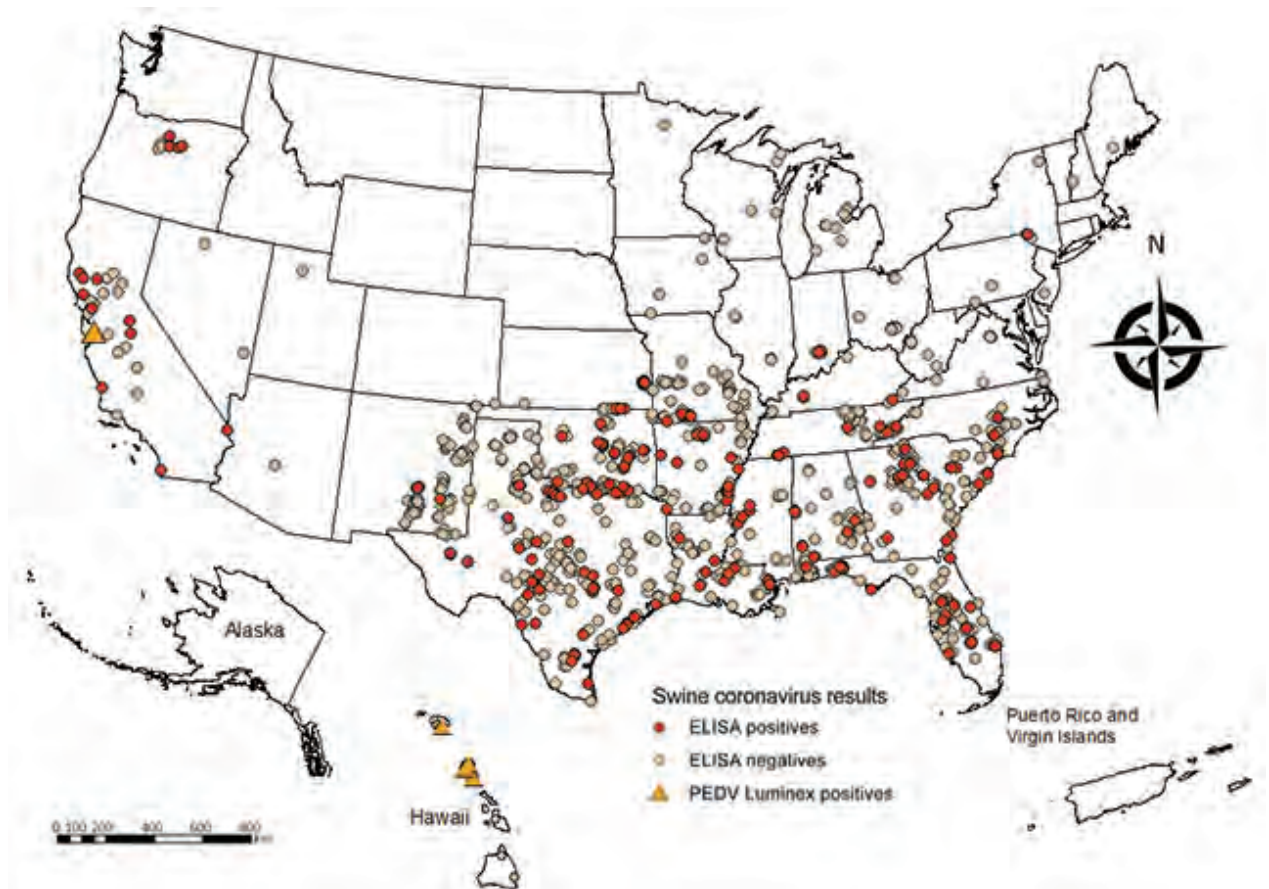 N
Alaska
Swine coronavirus results
ELISA positives
ELISA negatives
PEDV Luminex positives
Puerto Rico and
Virgin Islands
Hawaii
0 100 200 400 600 800